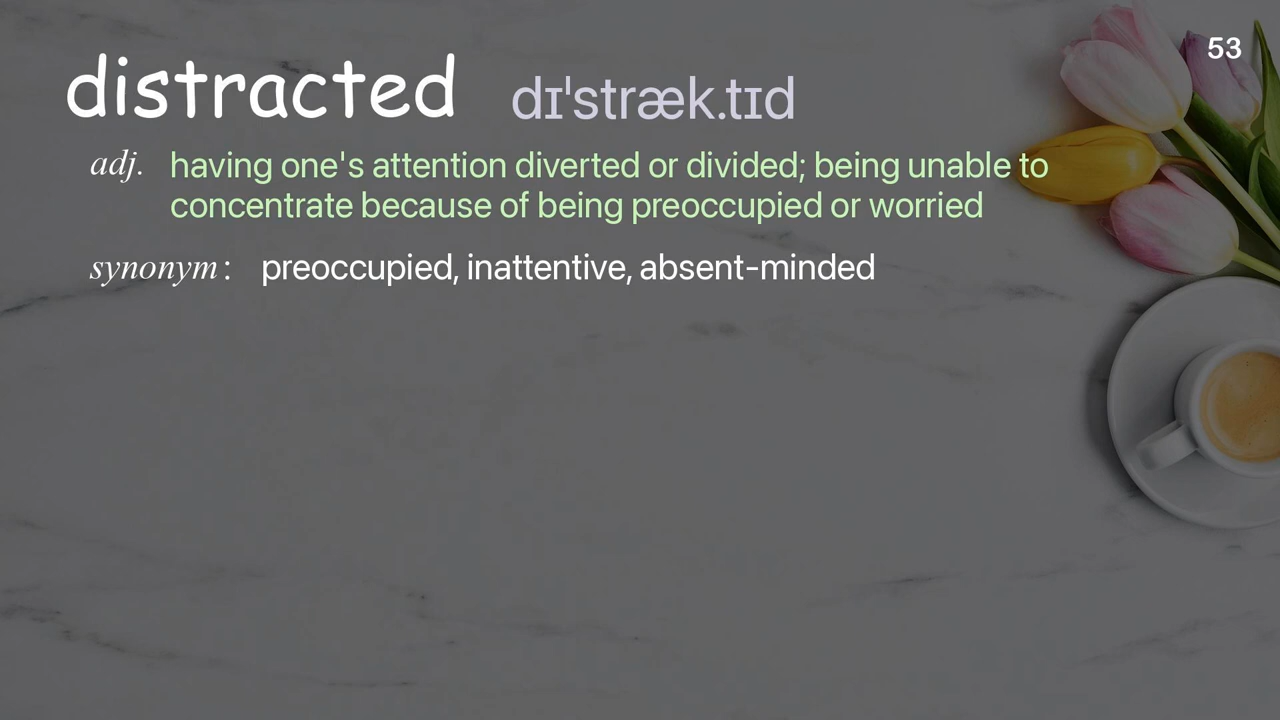 53
distracted dɪˈstræk.tɪd
adj. having one's attention diverted or divided; being unable to
concentrate because of being preoccupied or worried
synonym: preoccupied, inattentive, absent-minded